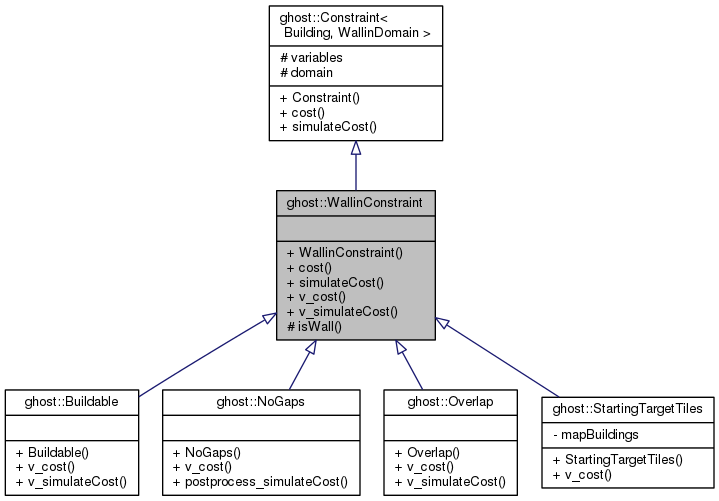 ghost::Constraint<
Building, WallinDomain >
# variables
# domain
+ Constraint()
+ cost()
+ simulateCost()
ghost::WallinConstraint
+ WallinConstraint()
+ cost()
+ simulateCost()
+ v_cost()
+ v_simulateCost()
# isWall()
ghost::Buildable
+ Buildable()
+ v_cost()
+ v_simulateCost()
ghost::NoGaps
+ NoGaps()
+ v_cost()
+ postprocess_simulateCost()
ghost::Overlap
+ Overlap()
+ v_cost()
+ v_simulateCost()
ghost::StartingTargetTiles
- mapBuildings
+ StartingTargetTiles()
+ v_cost()